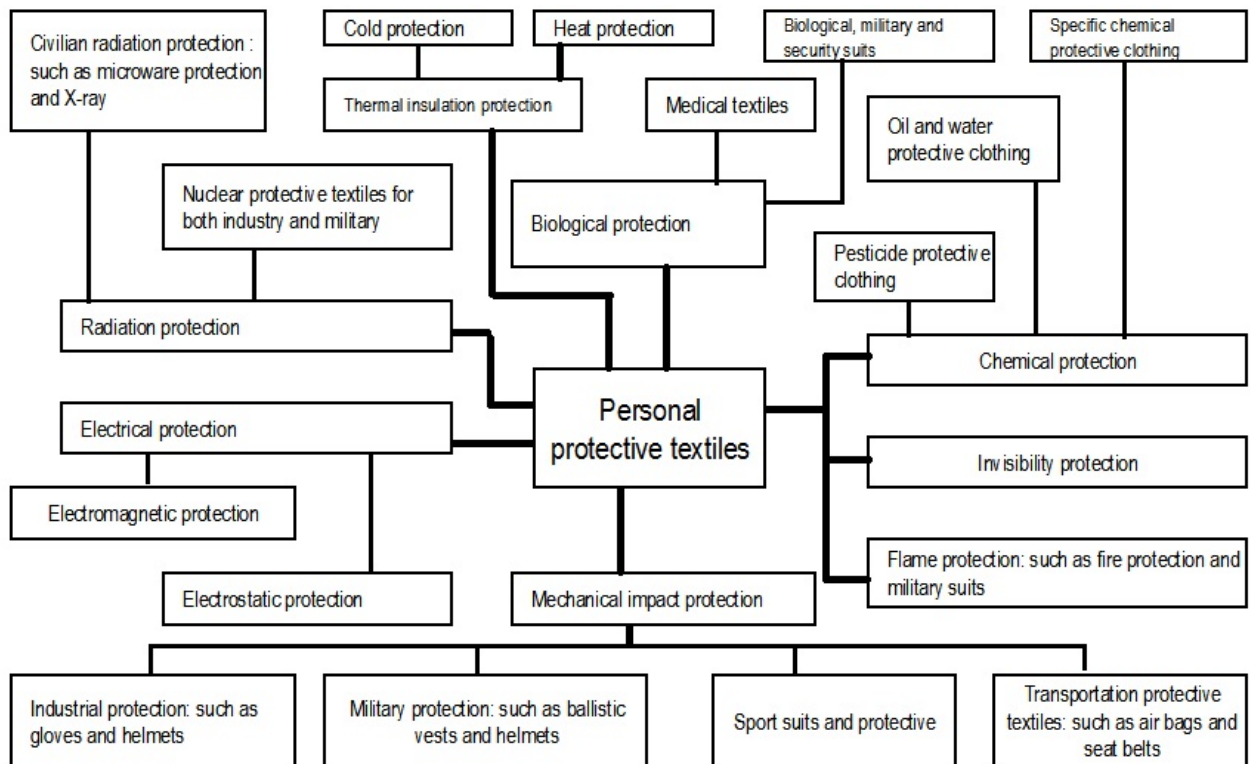 Civilian radiation protection :
such as microware protection
and X-ray
Cold protection
Heat protection
Biological, military and
security suits
Specific chemical
protective clothing
Thermal insulation protection
Medical textiles
Oil and water
protective clothing
Nuclear protective textiles for
both industry and military
Biological protection
Pesticide protective
clothing
Radiation protection
Chemical protection
Personal
protective textiles
Electrical protection
Invisibility protection
Electromagnetic protection
Flame protection: such as fire protection and
military suits
Electrostatic protection
Mechanical impact protection
Industrial protection: such as
gloves and helmets
Military protection: such as ballistic
vests and helmets
Sport suits and protective
Transportation protective
textiles: such as air bags and
seat belts